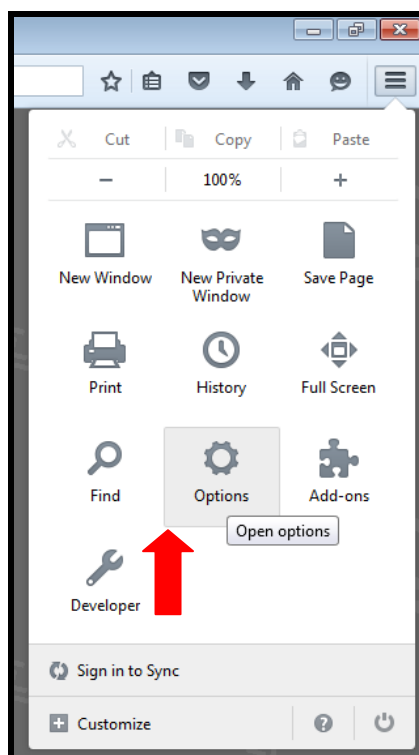 Cut Copy Paste
− 100% +
New Window New Private Window Save Page
Print History Full Screen
Find Options Add-ons
Open options
Developer
Sign in to Sync
Customize ?